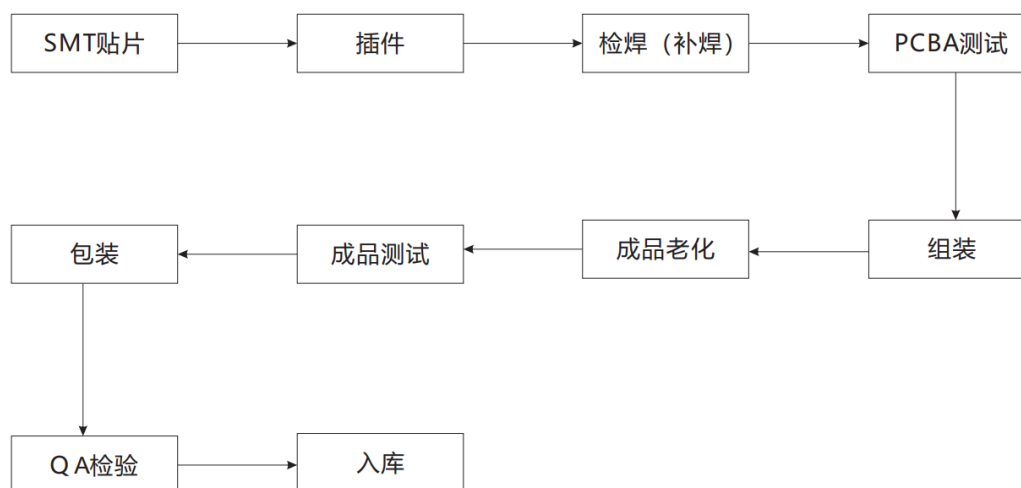 SMT贴片
插件
检焊（补焊）
PCBA测试
组装
成品老化
成品测试
包装
QA检验
入库